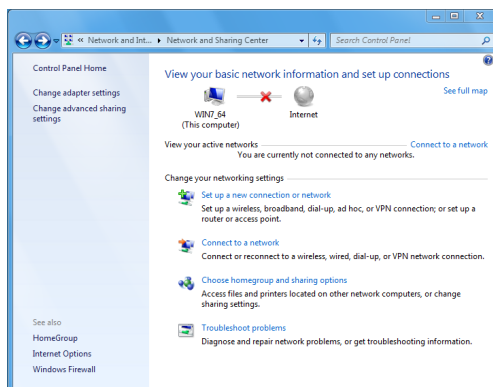 « Network and Int... ▸ Network and Sharing Center
Search Control Panel
Control Panel Home
Change adapter settings
Change advanced sharing
settings
See also
HomeGroup
Internet Options
Windows Firewall
View your basic network information and set up connections
See full map
WIN7_64
(This computer)
Internet
View your active networks
Connect to a network
You are currently not connected to any networks.
Change your networking settings
Set up a new connection or network
Set up a wireless, broadband, dial-up, ad hoc, or VPN connection; or set up a
router or access point.
Connect to a network
Connect or reconnect to a wireless, wired, dial-up, or VPN network connection.
Choose homegroup and sharing options
Access files and printers located on other network computers, or change
sharing settings.
Troubleshoot problems
Diagnose and repair network problems, or get troubleshooting information.